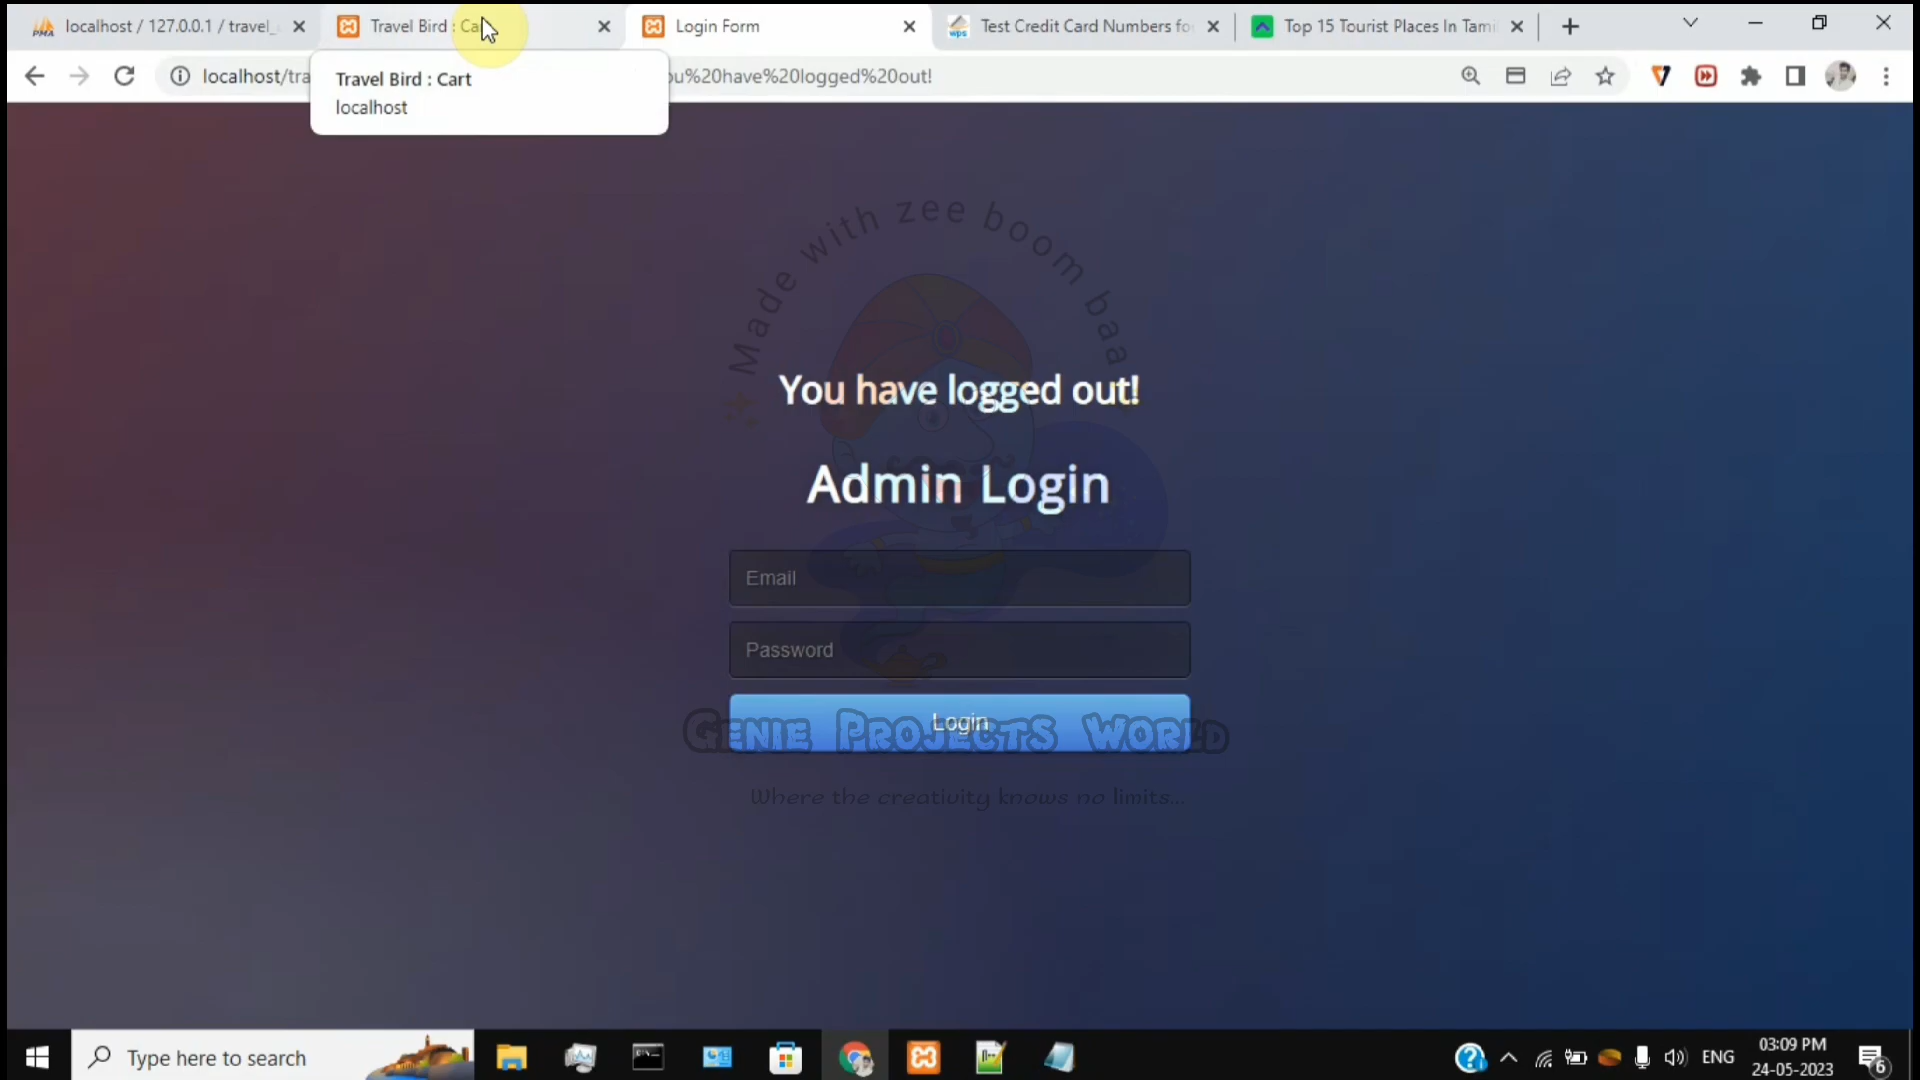 localhost / 127.0.0.1 / travel_
Travel Bird : Ca
Login Form
Test Credit Card Numbers fo
Top 15 Tourist Places In Tami
localhost/tra
ou%20have%20logged%20out!
Travel Bird : Cart
localhost
Made with zee boom baa
You have logged out!
Admin Login
Email
Password
Login
Genie Projects World
Where the creativity knows no limits...
Type here to search
ENG
03:09 PM
24-05-2023
6